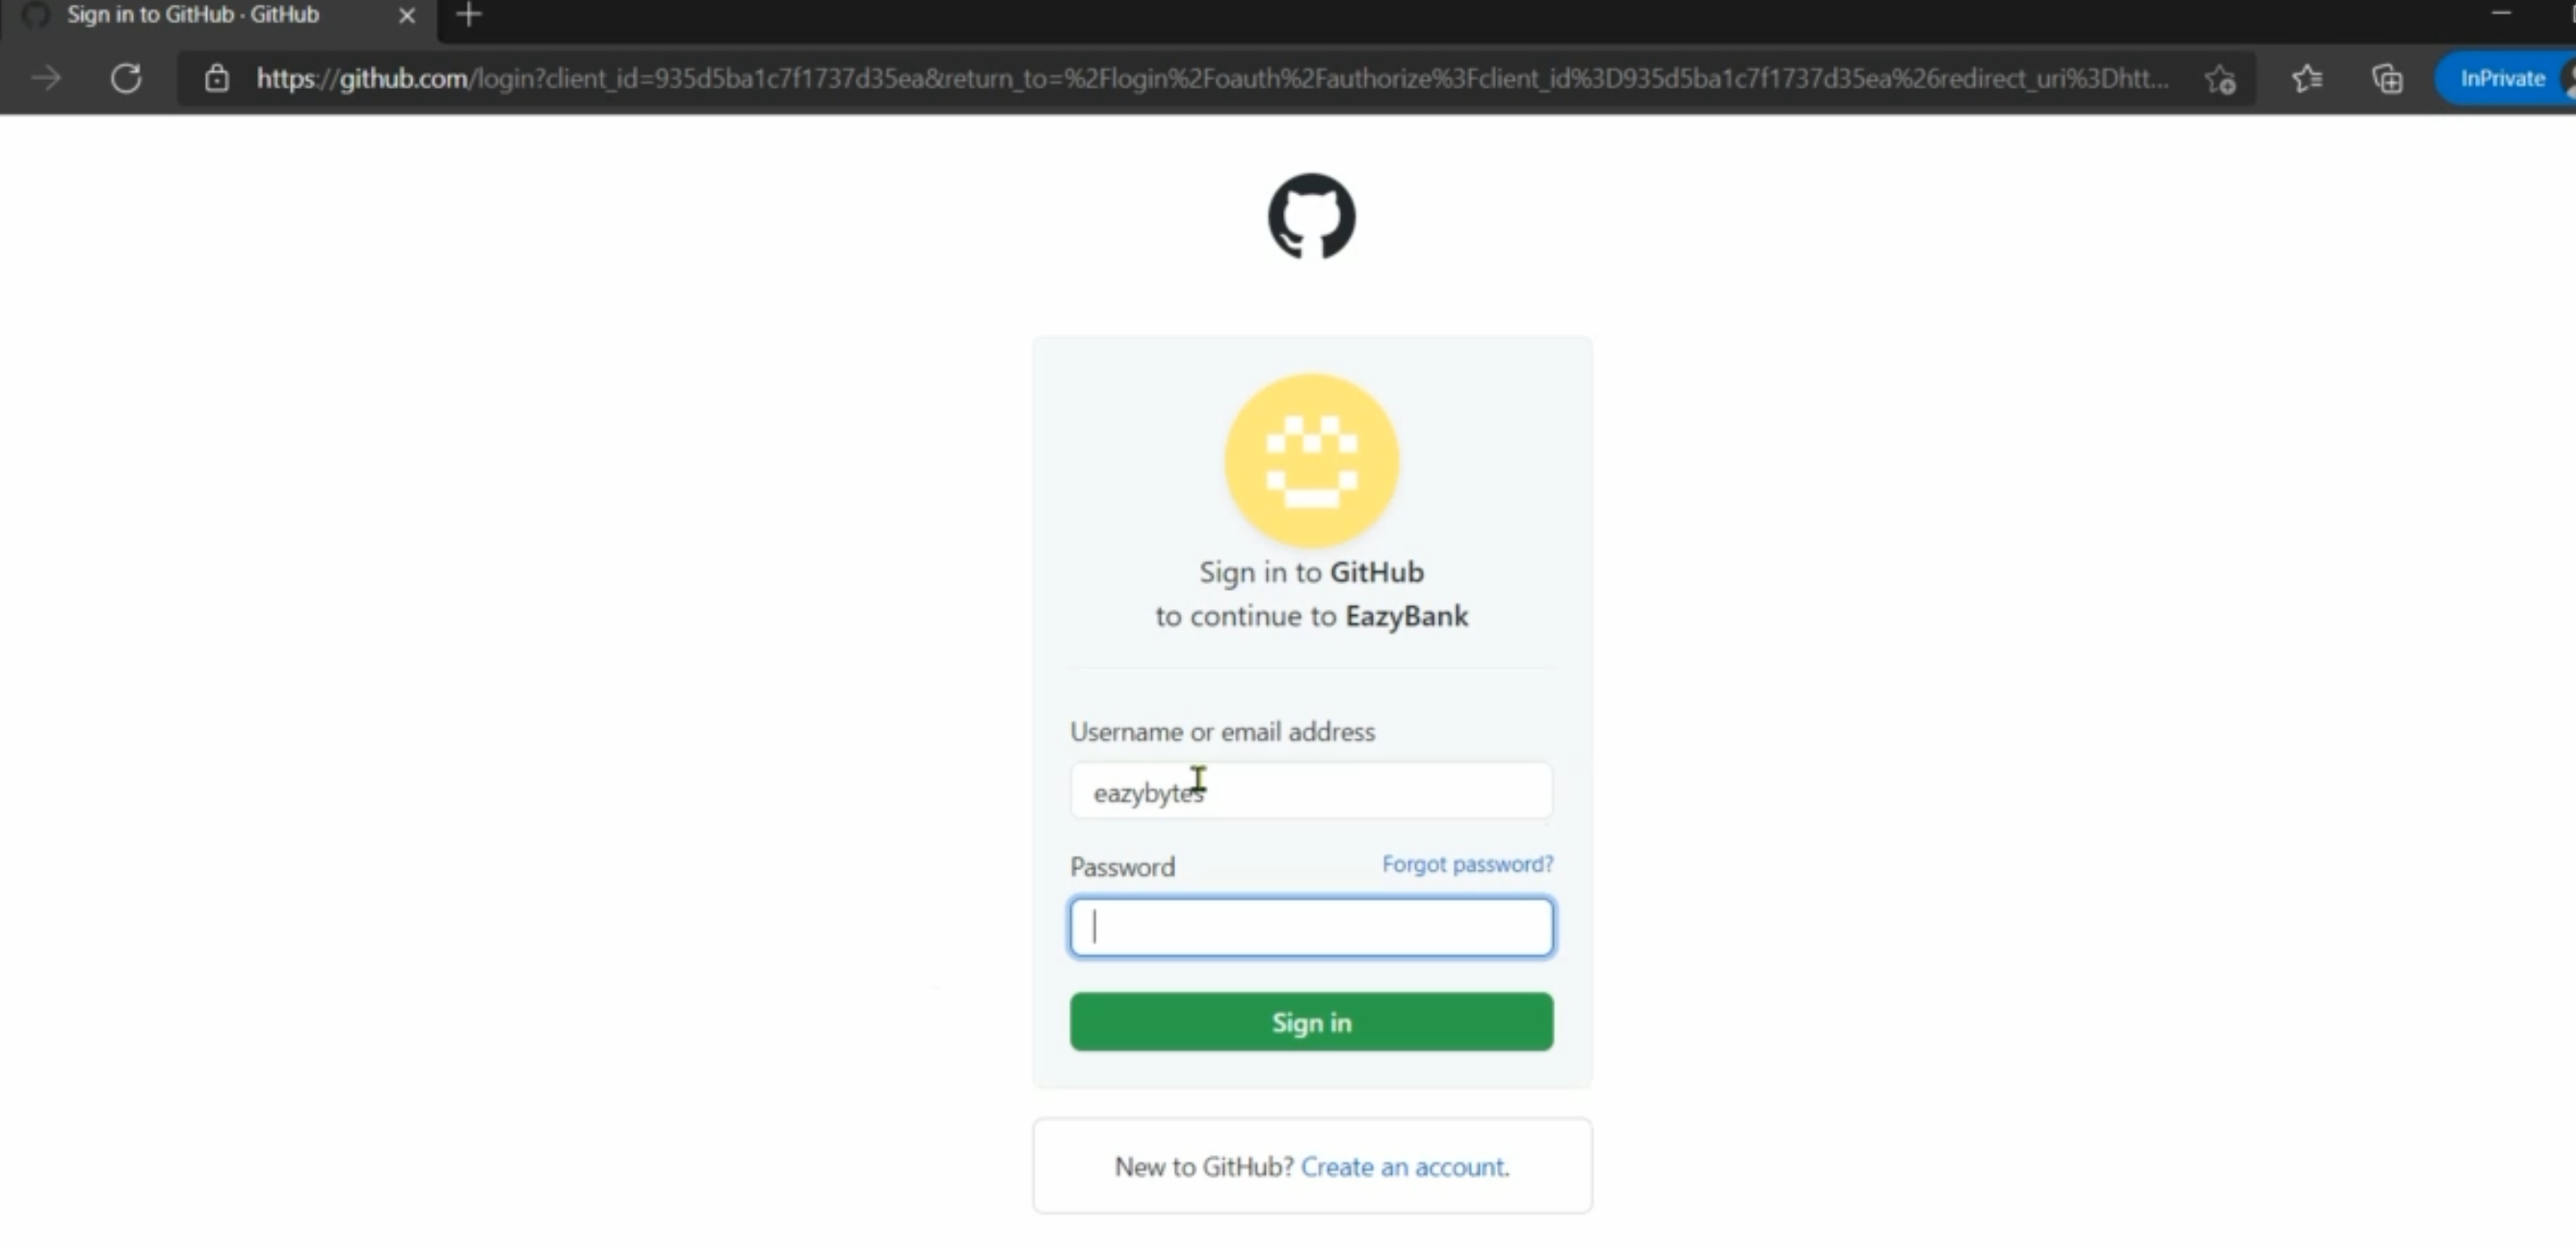 Sign in to GitHub · GitHub
https://github.com/login?client_id=935d5ba1c7f1737d35ea&return_to=%2Flogin%2Foauth%2Fauthorize%3Fclient_id%3D935d5ba1c7f1737d35ea%26redirect_uri%3Dhtt...
InPrivate
Sign in to GitHub
to continue to EazyBank
Username or email address
eazybytes
Password
Forgot password?
Sign in
New to GitHub? Create an account.